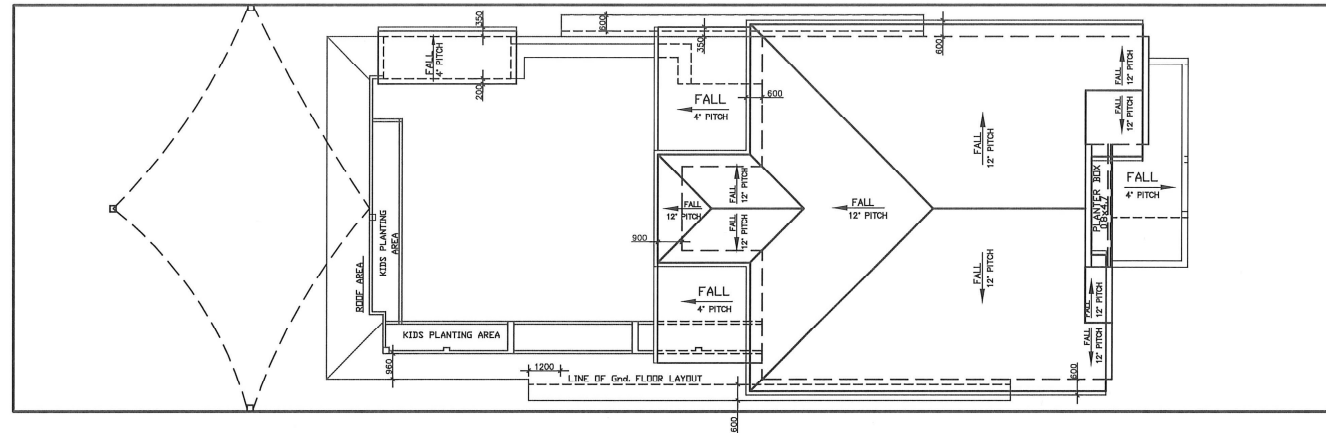 350
600
FALL
4° PITCH
200
350
600
600
FALL
4° PITCH
FALL
12° PITCH
FALL
12° PITCH
FALL
12° PITCH
FALL
4° PITCH
PLANTER BOX
0.8x4.7
FALL
12° PITCH
FALL
12° PITCH
FALL
12° PITCH
FALL
12° PITCH
900
KIDS PLANTING
AREA
ROOF AREA
FALL
4° PITCH
FALL
12° PITCH
FALL
12° PITCH
FALL
12° PITCH
KIDS PLANTING AREA
960
1200
LINE OF Gnd. FLOOR LAYOUT
600
600